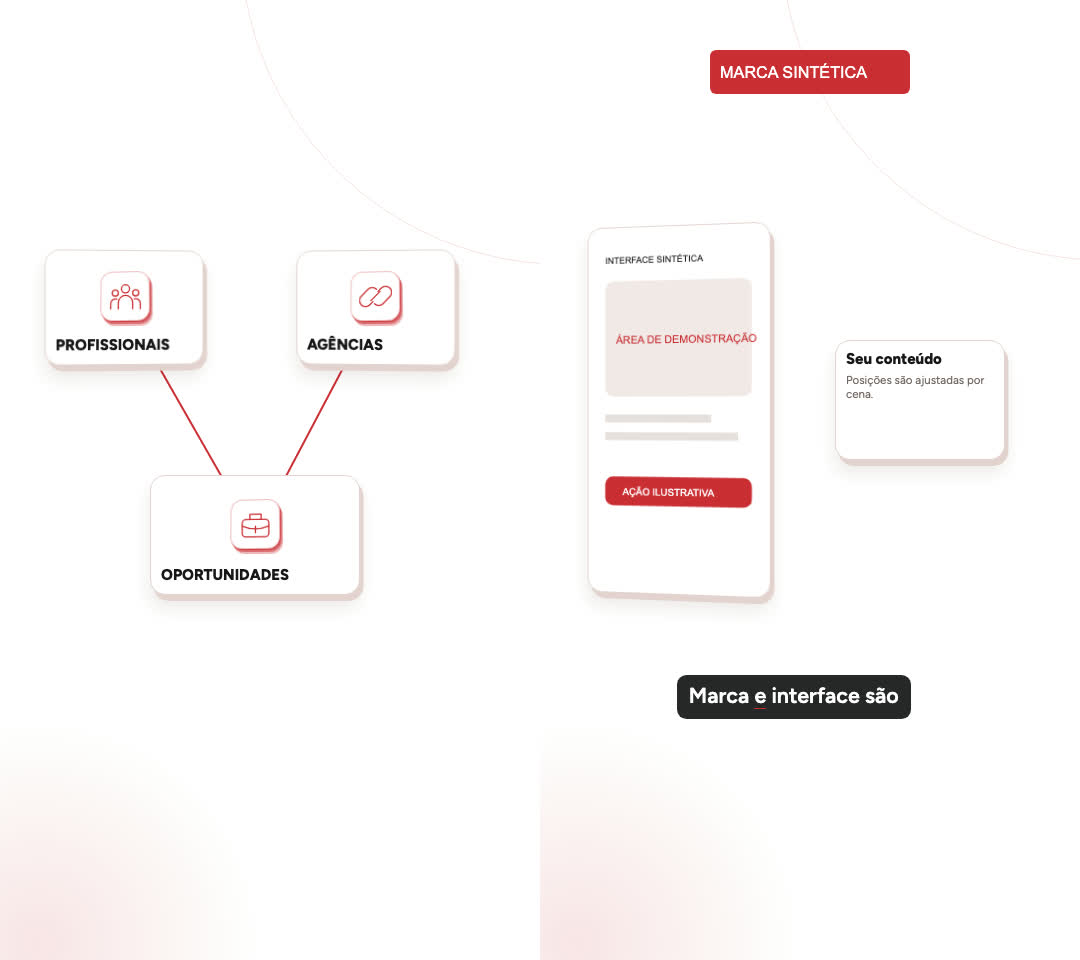 PROFISSIONAIS
AGÊNCIAS
OPORTUNIDADES
MARCA SINTÉTICA
INTERFACE SINTÉTICA
ÁREA DE DEMONSTRAÇÃO
AÇÃO ILUSTRATIVA
Seu conteúdo
Posições são ajustadas por
cena.
Marca e interface são